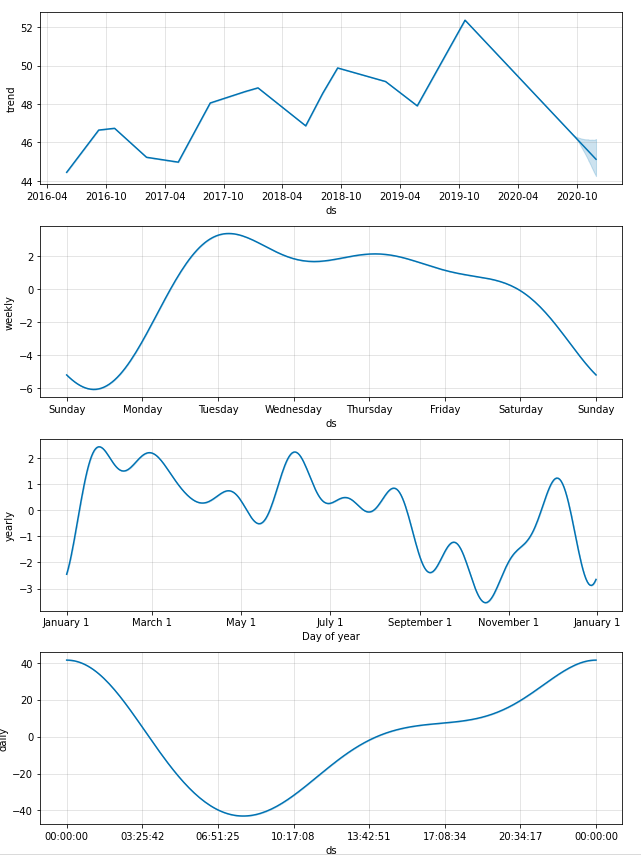 52
50
48
46
44
trend
2016-04 2016-10 2017-04 2017-10 2018-04 2018-10 2019-04 2019-10 2020-04 2020-10
ds
2
0
−2
−4
−6
weekly
Sunday Monday Tuesday Wednesday Thursday Friday Saturday Sunday
ds
2
1
0
−1
−2
−3
yearly
January 1 March 1 May 1 July 1 September 1 November 1 January 1
Day of year
40
20
0
−20
−40
daily
00:00:00 03:25:42 06:51:25 10:17:08 13:42:51 17:08:34 20:34:17 00:00:00
ds